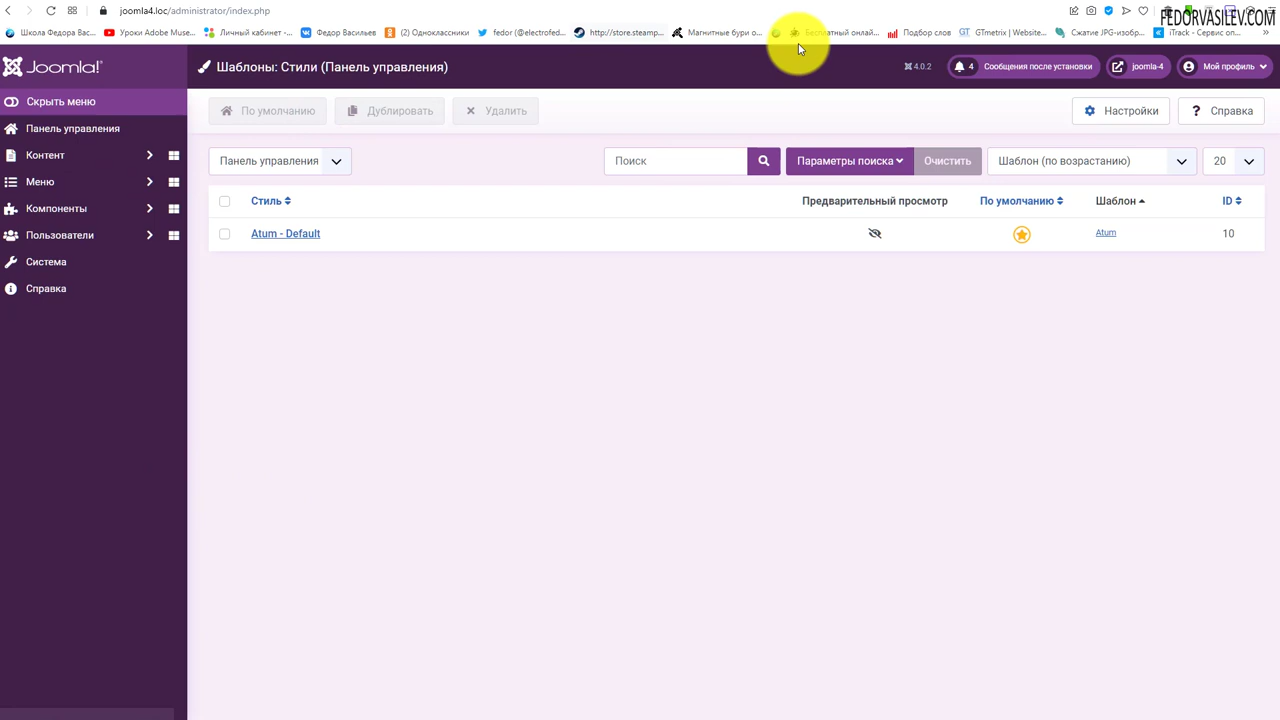 joomla4.loc/administrator/index.php
FEDORVASILEV.COM
Школа Федора Вас...
Уроки Adobe Muse...
Личный кабинет - ...
Федор Васильев
(2) Одноклассники
fedor (@electrofed...
http://store.steamp...
Магнитные бури о...
Бесплатный онлай...
Подбор слов
GT GTmetrix | Website...
Сжатие JPG-изобр...
iTrack - Сервис оп...
Joomla!
Шаблоны: Стили (Панель управления)
4.0.2
4 Сообщения после установки
joomla-4
Мой профиль
Скрыть меню
Панель управления
Контент
Меню
Компоненты
Пользователи
Система
Справка
По умолчанию
Дублировать
Удалить
Настройки
? Справка
Панель управления
Поиск
Параметры поиска
Очистить
Шаблон (по возрастанию)
20
Стиль
Предварительный просмотр
По умолчанию
Шаблон
ID
Atum - Default
Atum
10